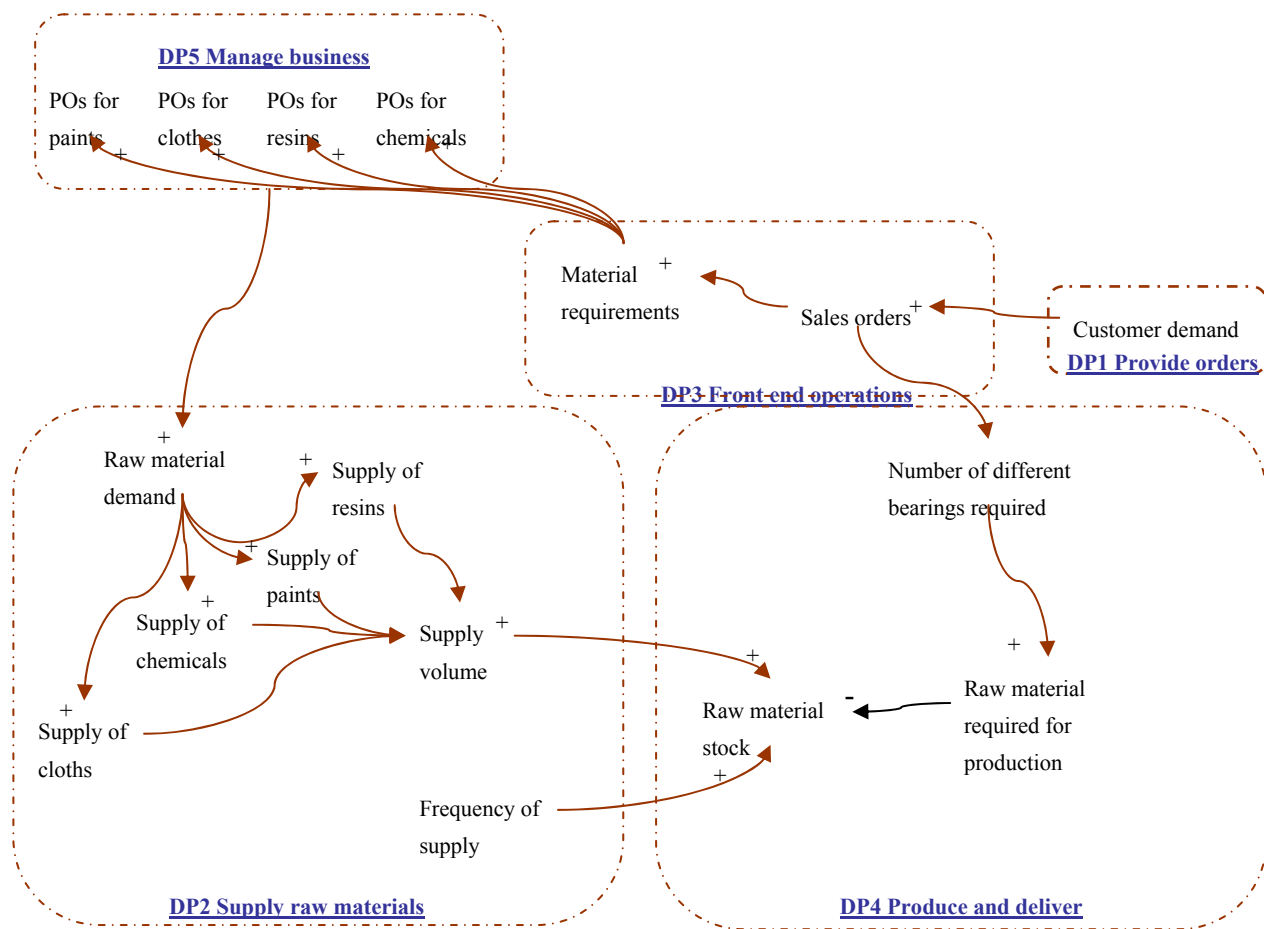 DP5 Manage business
POs for
paints
POs for
clothes
POs for
resins
POs for
chemicals
+
+
+
+
Material
requirements
+
Sales orders
+
Customer demand
DP1 Provide orders
DP3 Front end operations
+
Raw material
demand
+
Supply of
resins
+
Supply of
paints
+
Supply of
chemicals
+
Supply of
cloths
Supply
volume
+
Frequency of
supply
DP2 Supply raw materials
Number of different
bearings required
+
Raw material
required for
production
+
-
Raw material
stock
+
DP4 Produce and deliver